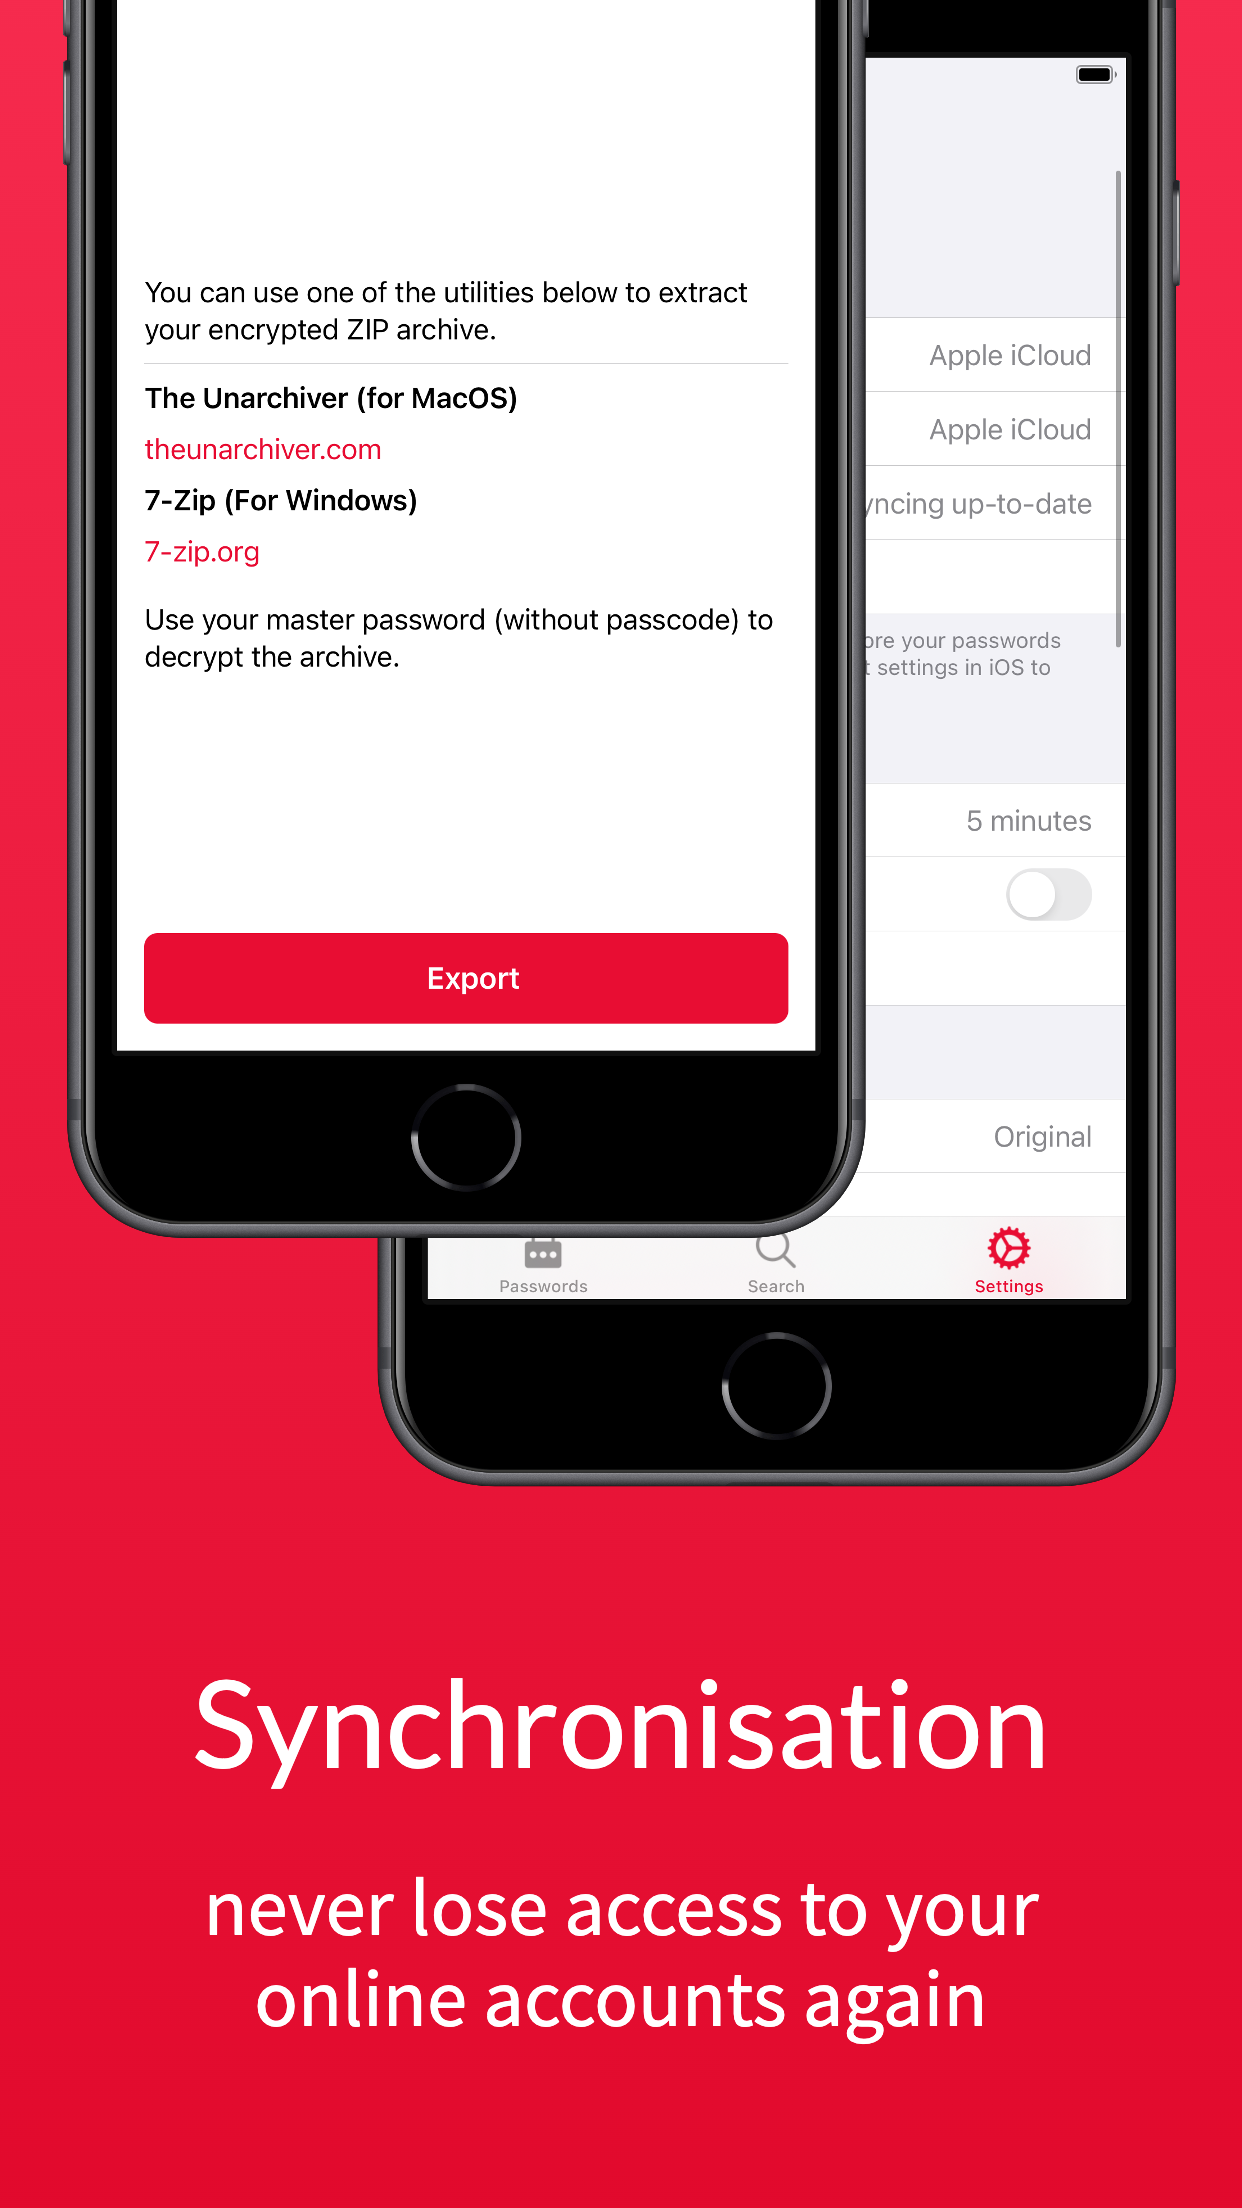 You can use one of the utilities below to extract
your encrypted ZIP archive.
The Unarchiver (for MacOS)
theunarchiver.com
7-Zip (For Windows)
7-zip.org
Use your master password (without passcode) to
decrypt the archive.
Export
Apple iCloud
Apple iCloud
up-to-date
your passwords
settings in iOS to
5 minutes
Original
Passwords
Search
Settings
Synchronisation
never lose access to your
online accounts again